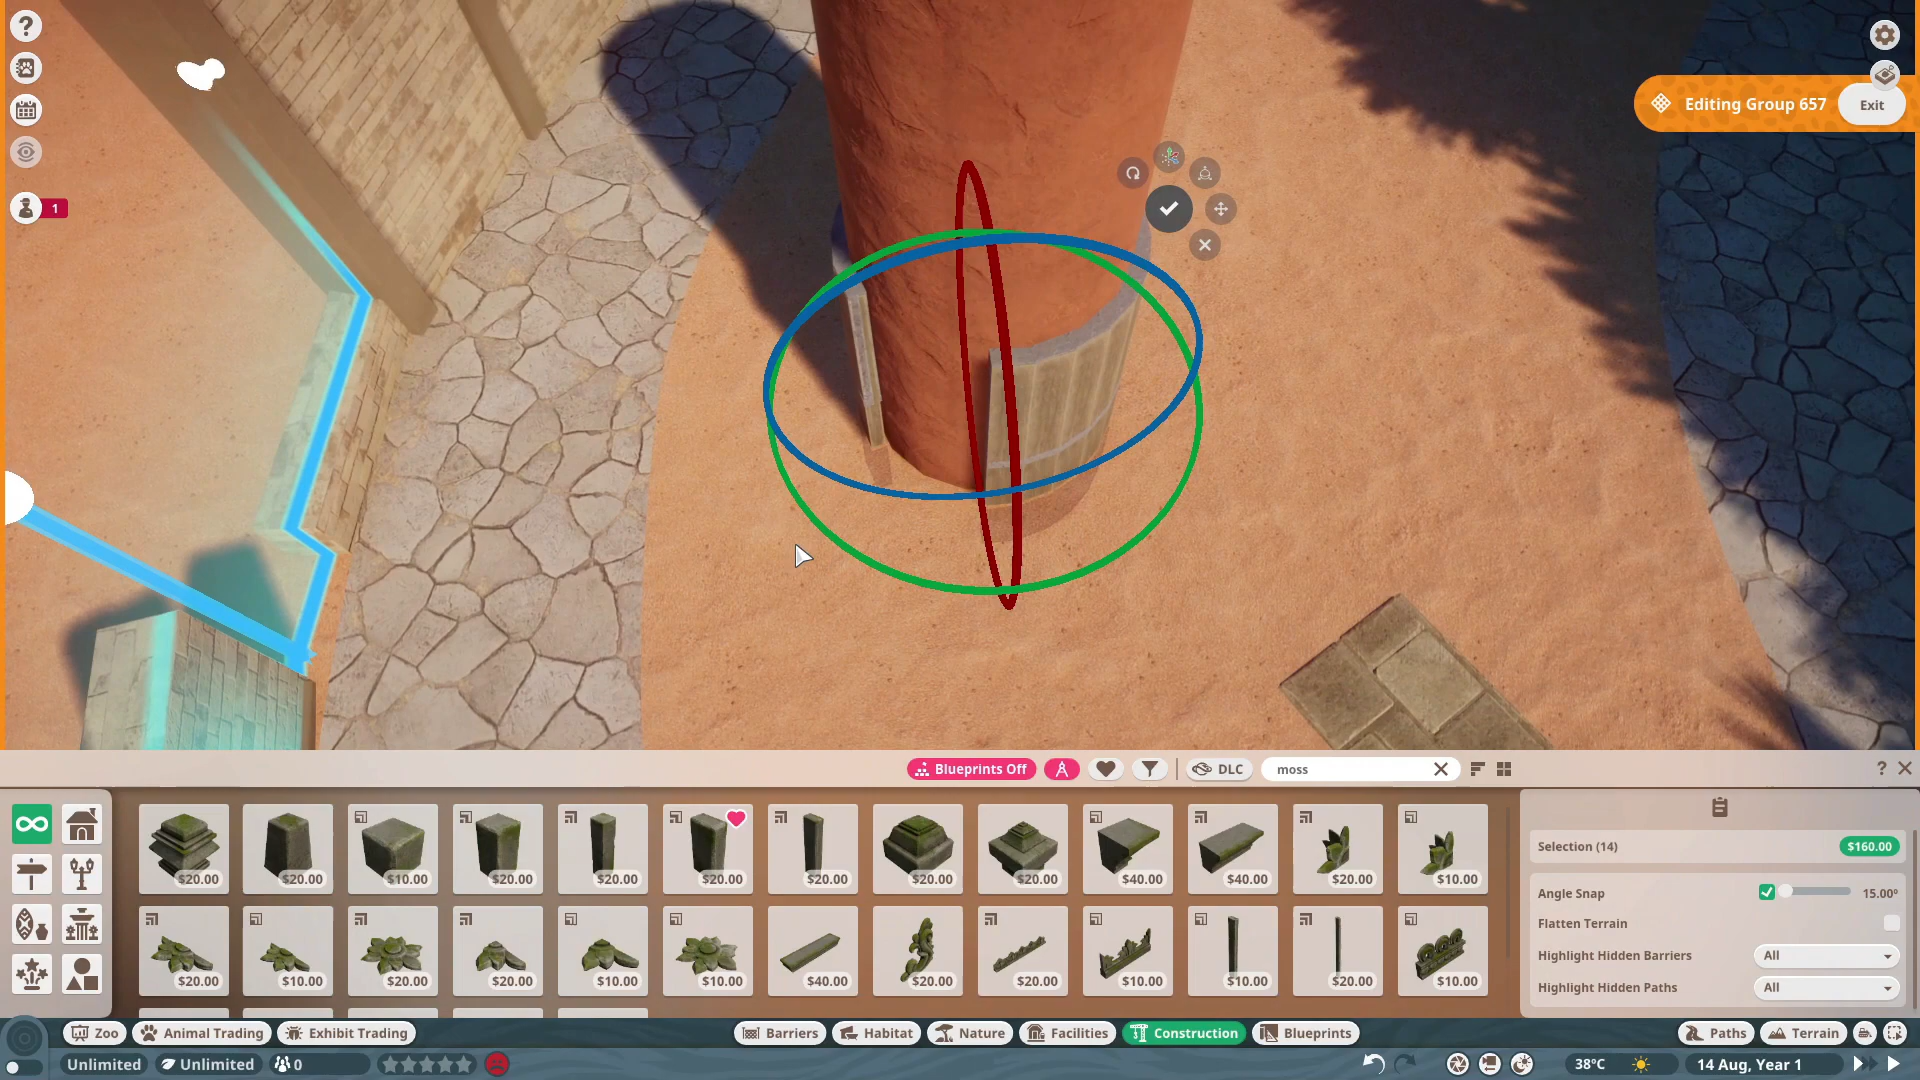 Editing Group 657
Exit
1
Blueprints Off
DLC
moss
$20.00
$20.00
$10.00
$20.00
$20.00
$20.00
$20.00
$20.00
$20.00
$40.00
$40.00
$20.00
$10.00
$20.00
$10.00
$20.00
$20.00
$10.00
$10.00
$40.00
$20.00
$20.00
$10.00
$10.00
$20.00
$10.00
Selection (14)
$160.00
Angle Snap
15.00º
Flatten Terrain
Highlight Hidden Barriers
All
Highlight Hidden Paths
All
Zoo
Animal Trading
Exhibit Trading
Barriers
Habitat
Nature
Facilities
Construction
Blueprints
Paths
Terrain
Unlimited
Unlimited
0
38°C
14 Aug, Year 1